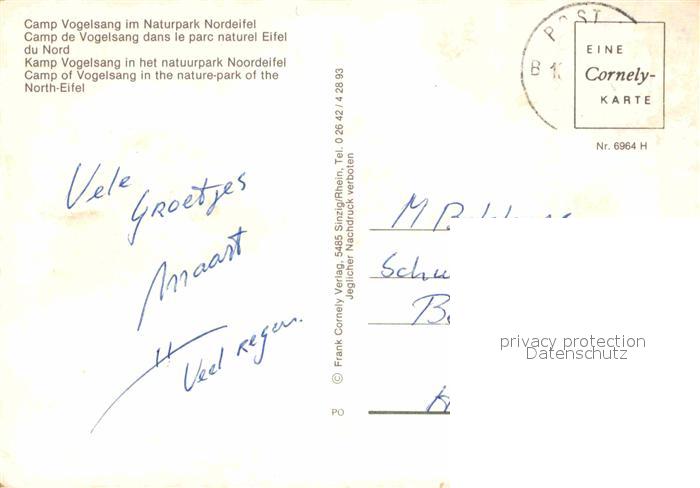 Camp Vogelsang im Naturpark Nordeifel
Camp de Vogelsang dans le parc naturel Eifel
du Nord
Kamp Vogelsang in het natuurpark Noordeifel
Camp of Vogelsang in the nature-park of the
North-Eifel
Vele
Groetjes
Veel regen.
© Frank Cornely Verlag, 5485 Sinzig/Rhein, Tel. 0 26 42 / 4 28 93
Jeglicher Nachdruck verboten
PO
POST
B
EINE
Cornely-
KARTE
Nr. 6964 H
M
Schu
privacy protection
Datenschutz